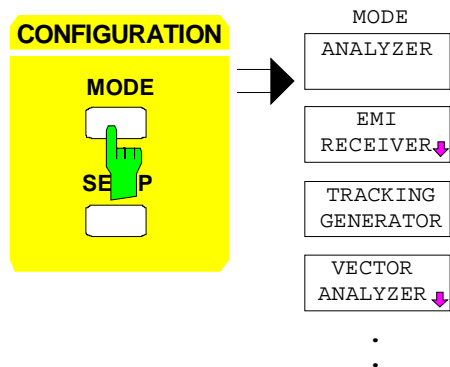 CONFIGURATION
MODE
SE P
MODE
ANALYZER
EMI
RECEIVER
TRACKING
GENERATOR
VECTOR
ANALYZER